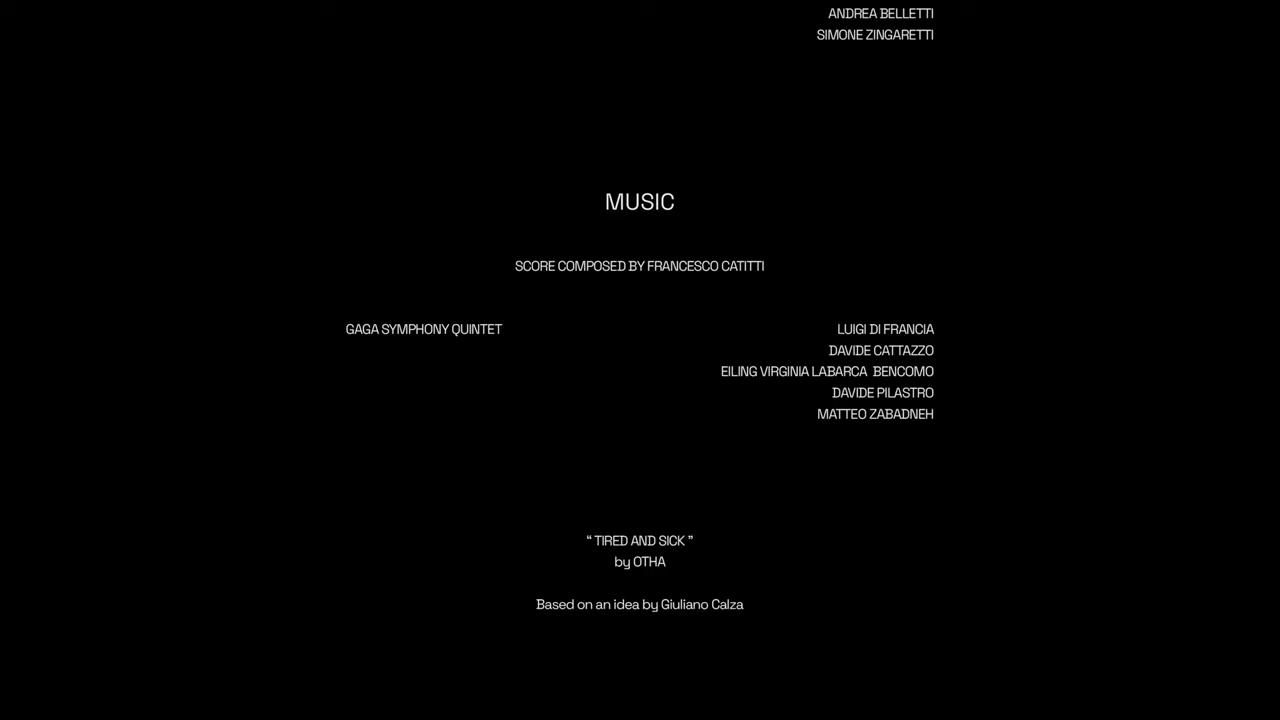 ANDREA BELLETTI
SIMONE ZINGARETTI
MUSIC
SCORE COMPOSED BY FRANCESCO CATITTI
GAGA SYMPHONY QUINTET LUIGI DI FRANCIA
DAVIDE CATTAZZO
EILING VIRGINIA LABARCA BENCOMO
DAVIDE PILASTRO
MATTEO ZABADNEH
“ TIRED AND SICK ”
by OTHA
Based on an idea by Giuliano Calza